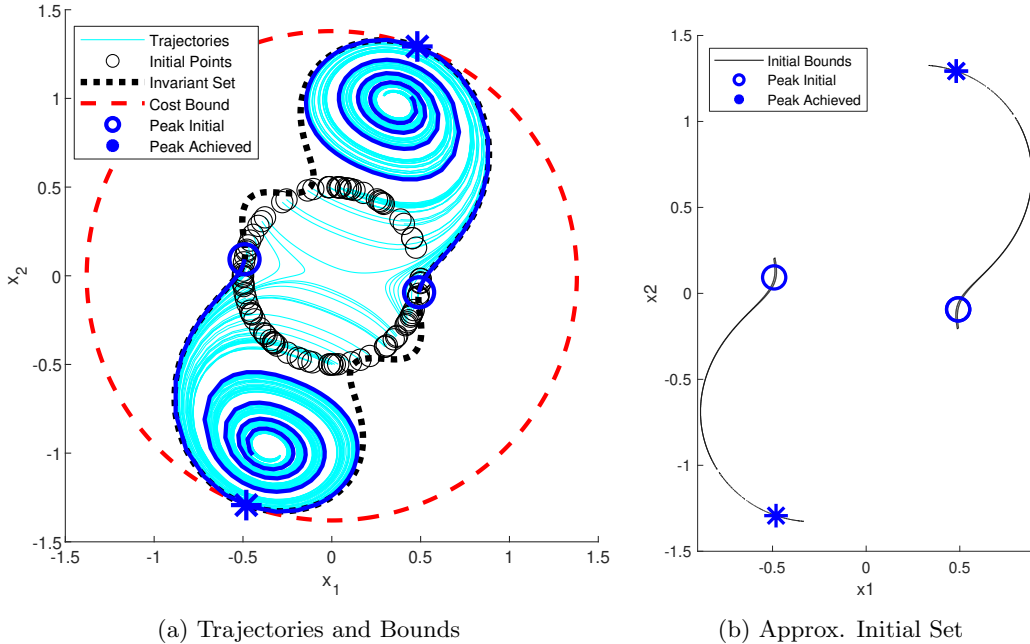 1.5
1
0.5
0
-0.5
-1
-1.5
x2
Trajectories
Initial Points
Invariant Set
Cost Bound
Peak Initial
Peak Achieved
-1.5 -1 -0.5 0 0.5 1 1.5
x1
(a) Trajectories and Bounds
1.5
1
0.5
0
-0.5
-1
-1.5
x2
Initial Bounds
Peak Initial
Peak Achieved
-0.5 0 0.5
x1
(b) Approx. Initial Set